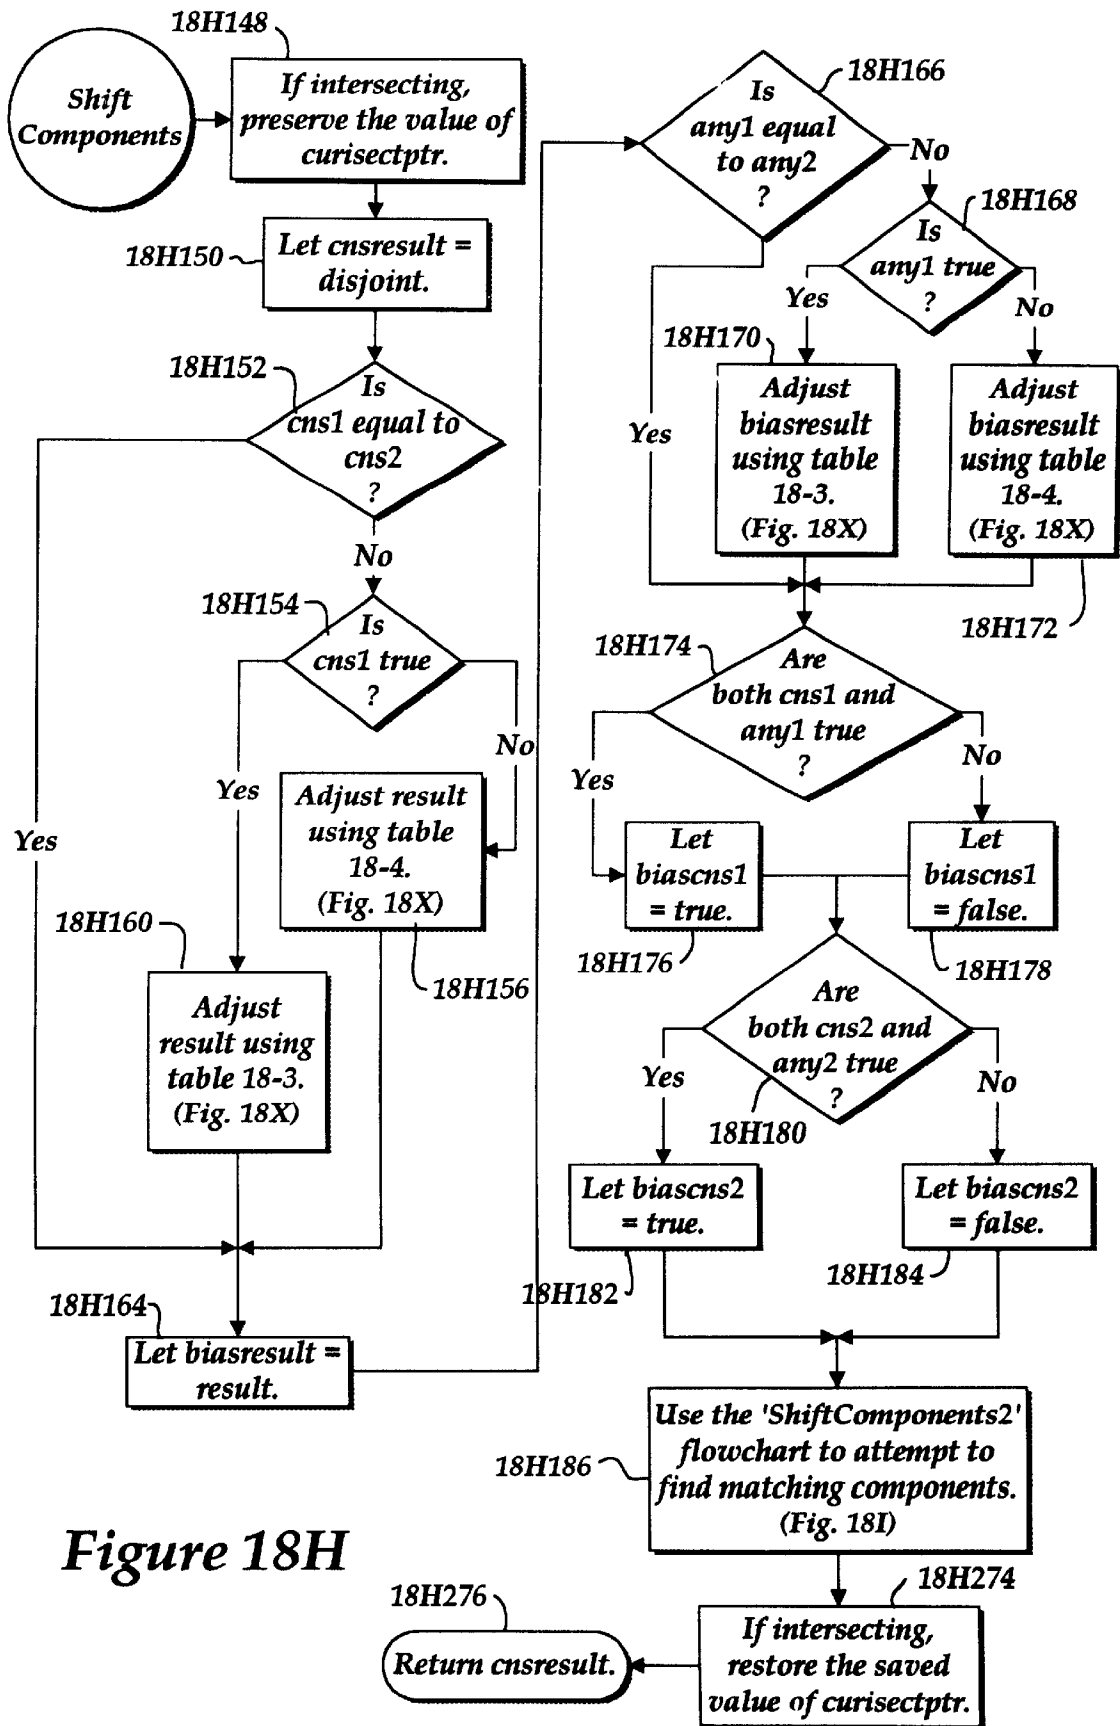 18H148
Shift
Components
If intersecting,
preserve the value of
curisectptr.
18H150
Let cnsresult =
disjoint.
18H152
Is
cns1 equal to
cns2
?
No
18H154
Is
cns1 true
?
Yes
Yes
No
Adjust result
using table
18-4.
(Fig. 18X)
18H156
18H160
Adjust
result using
table 18-3.
(Fig. 18X)
18H164
Let biasresult =
result.
18H166
Is
any1 equal
to any2
?
No
Yes
18H168
Is
any1 true
?
Yes
No
18H170
Adjust
biasresult
using table
18-3.
(Fig. 18X)
Adjust
biasresult
using table
18-4.
(Fig. 18X)
18H172
18H174
Are
both cns1 and
any1 true
?
Yes
No
Let
biascns1
= true.
18H176
Let
biascns1
= false.
18H178
Are
both cns2 and
any2 true
?
18H180
Yes
No
Let biascns2
= true.
18H182
Let biascns2
= false.
18H184
18H186
Use the 'ShiftComponents2'
flowchart to attempt to
find matching components.
(Fig. 18I)
18H274
If intersecting,
restore the saved
value of curisectptr.
18H276
Return cnsresult.
Figure 18H